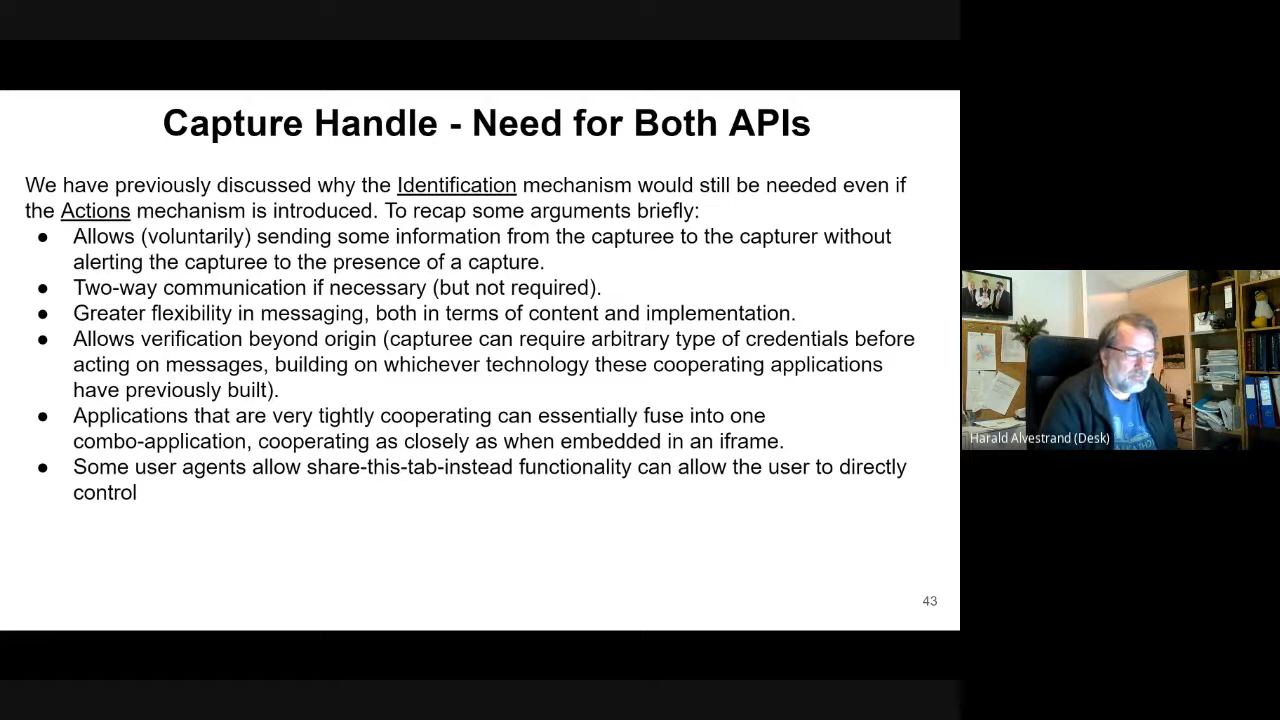 Capture Handle - Need for Both APIs
We have previously discussed why the Identification mechanism would still be needed even if
the Actions mechanism is introduced. To recap some arguments briefly:
● Allows (voluntarily) sending some information from the capturee to the capturer without
alerting the capturee to the presence of a capture.
● Two-way communication if necessary (but not required).
● Greater flexibility in messaging, both in terms of content and implementation.
● Allows verification beyond origin (capturee can require arbitrary type of credentials before
acting on messages, building on whichever technology these cooperating applications
have previously built).
● Applications that are very tightly cooperating can essentially fuse into one
combo-application, cooperating as closely as when embedded in an iframe.
● Some user agents allow share-this-tab-instead functionality can allow the user to directly
control
43
Harald Alvestrand (Desk)